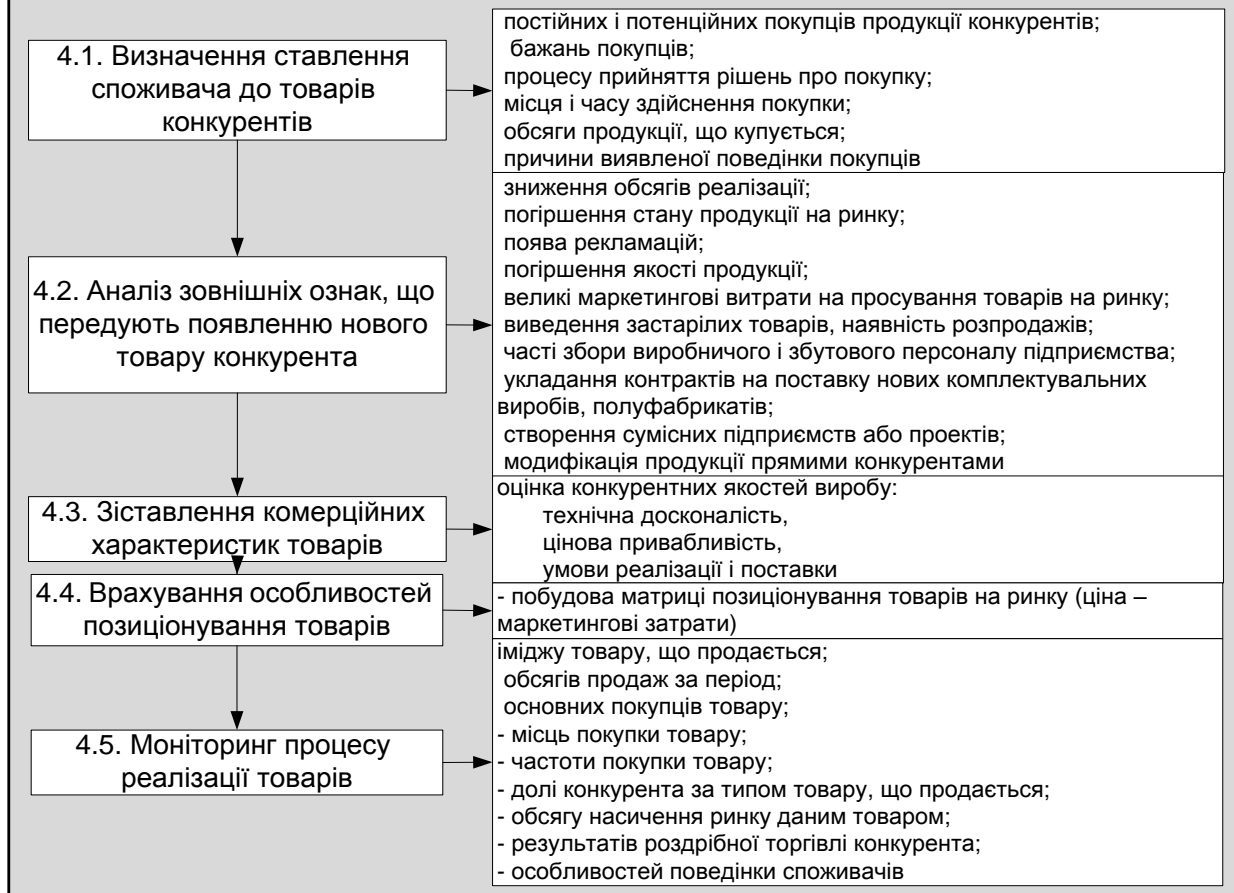 4.1. Визначення ставлення
споживача до товарів
конкурентів
постійних і потенційних покупців продукції конкурентів;
бажань покупців;
процесу прийняття рішень про покупку;
місця і часу здійснення покупки;
обсяги продукції, що купується;
причини виявленої поведінки покупців
4.2. Аналіз зовнішніх ознак, що
передують появленню нового
товару конкурента
зниження обсягів реалізації;
погіршення стану продукції на ринку;
поява рекламацій;
погіршення якості продукції;
великі маркетингові витрати на просування товарів на ринку;
виведення застарілих товарів, наявність розпродажів;
часті збори виробничого і збутового персоналу підприємства;
укладання контрактів на поставку нових комплектувальних
виробів, полуфабрикатів;
створення сумісних підприємств або проектів;
модифікація продукції прямими конкурентами
4.3. Зіставлення комерційних
характеристик товарів
оцінка конкурентних якостей виробу:
технічна досконалість,
цінова привабливість,
умови реалізації і поставки
4.4. Врахування особливостей
позиціонування товарів
- побудова матриці позиціонування товарів на ринку (ціна –
маркетингові затрати)
4.5. Моніторинг процесу
реалізації товарів
іміджу товару, що продається;
обсягів продаж за період;
основних покупців товару;
- місць покупки товару;
- частоти покупки товару;
- долі конкурента за типом товару, що продається;
- обсягу насичення ринку даним товаром;
- результатів роздрібної торгівлі конкурента;
- особливостей поведінки споживачів